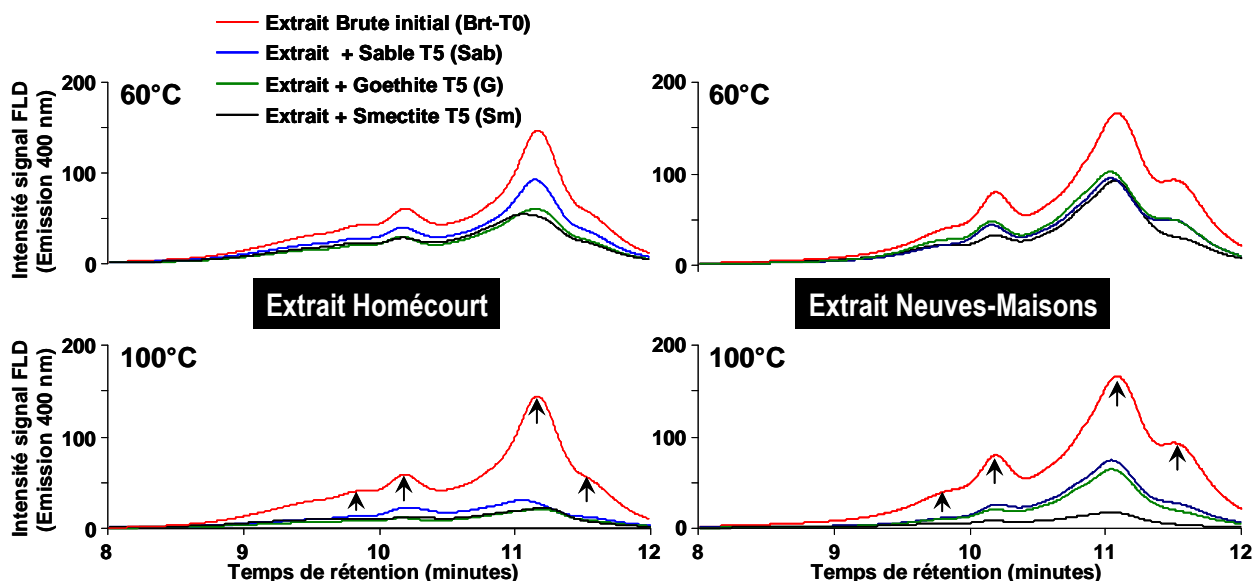 Extrait Brute initial (Brt-T0)
Extrait + Sable T5 (Sab)
Extrait + Goethite T5 (G)
Extrait + Smectite T5 (Sm)
Intensité signal FLD
(Emission 400 nm)
200
100
0
60°C
200
100
0
60°C
Extrait Homécourt
Extrait Neuves-Maisons
Intensité signal FLD
(Emission 400 nm)
200
100
0
100°C
8 9 10 11 12
Temps de rétention (minutes)
200
100
0
100°C
8 9 10 11 12
Temps de rétention (minutes)